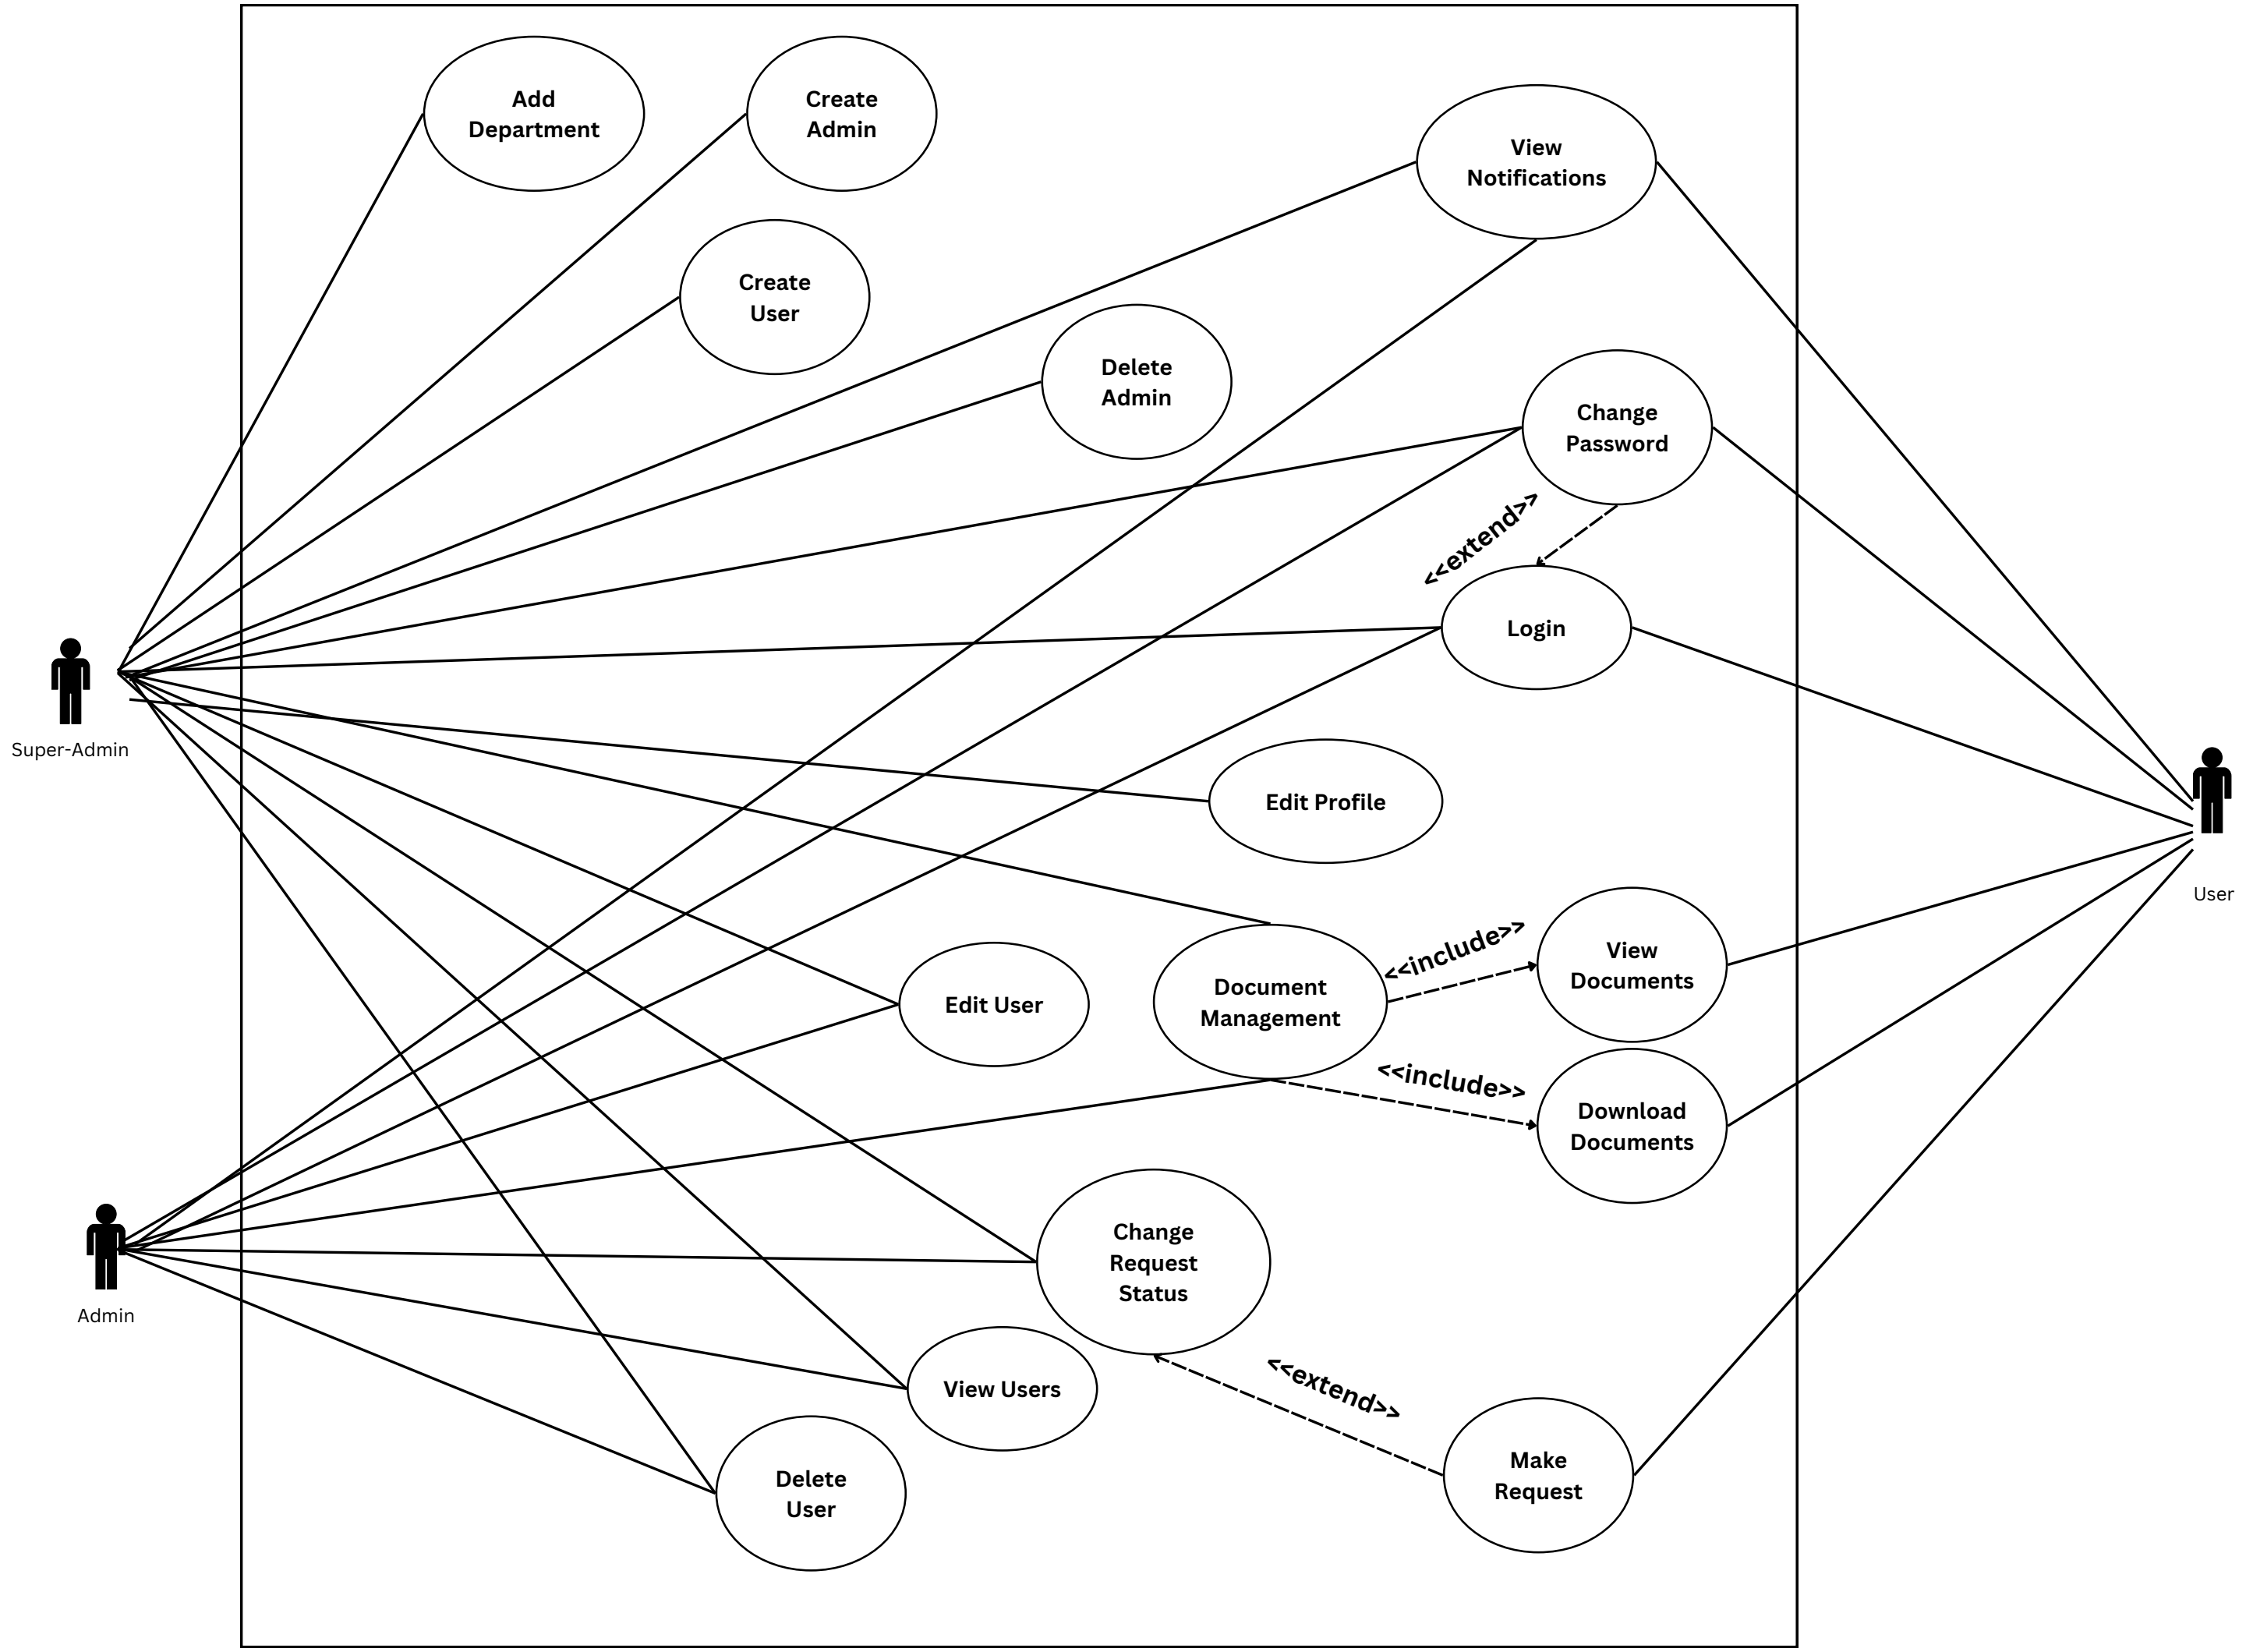 Add
Department
Create
Admin
View
Notifications
Create
User
Delete
Admin
Change
Password
<<extend>>
Login
Super-Admin
Edit Profile
User
<<include>>
View
Documents
Document
Management
Edit User
<<include>>
Download
Documents
Change
Request
Status
Admin
<<extend>>
View Users
Make
Request
Delete
User